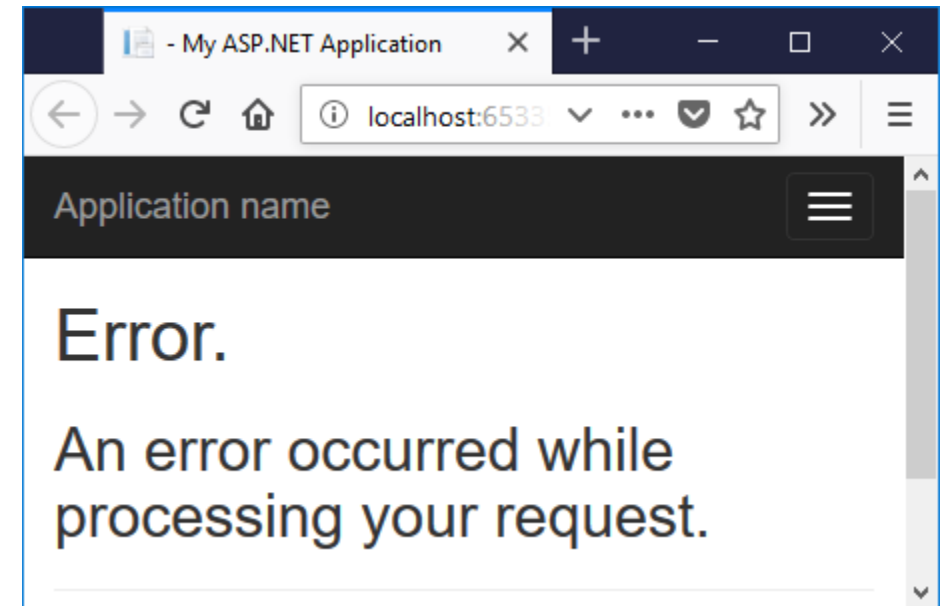 - My ASP.NET Application
localhost:6533
Application name
Error.
An error occurred while
processing your request.